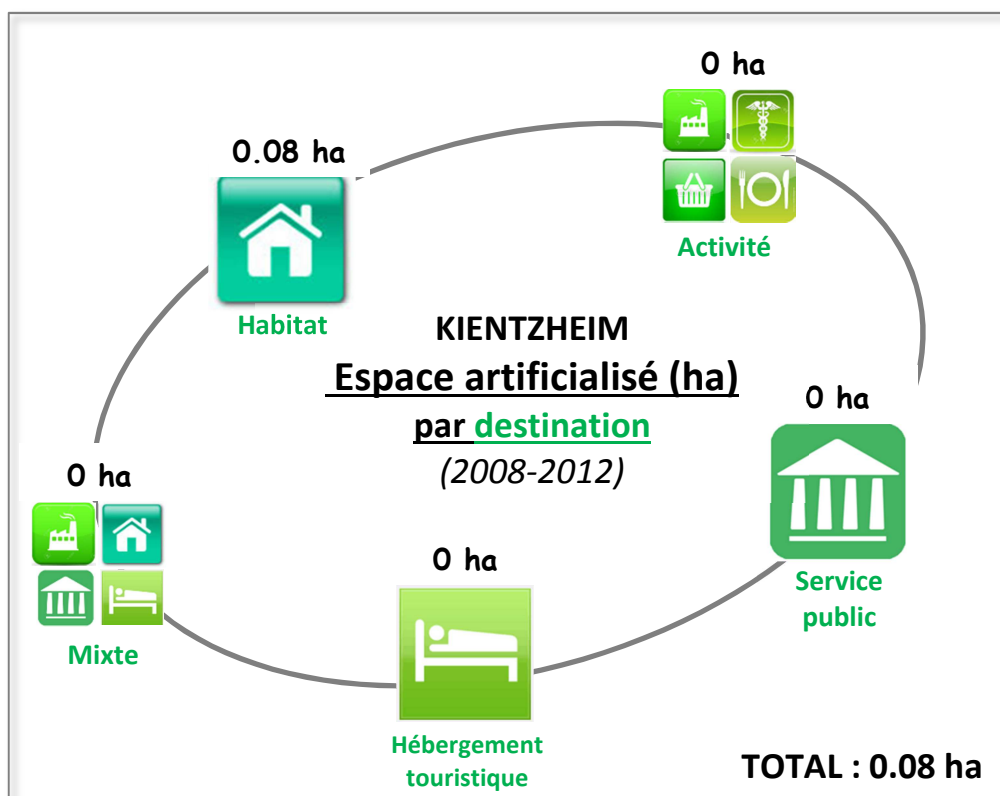 0 ha
Activité
0.08 ha
Habitat
KIENTZHEIM
Espace artificialisé (ha)
par destination
(2008-2012)
0 ha
Service
public
0 ha
Mixte
0 ha
Hébergement
touristique
TOTAL : 0.08 ha